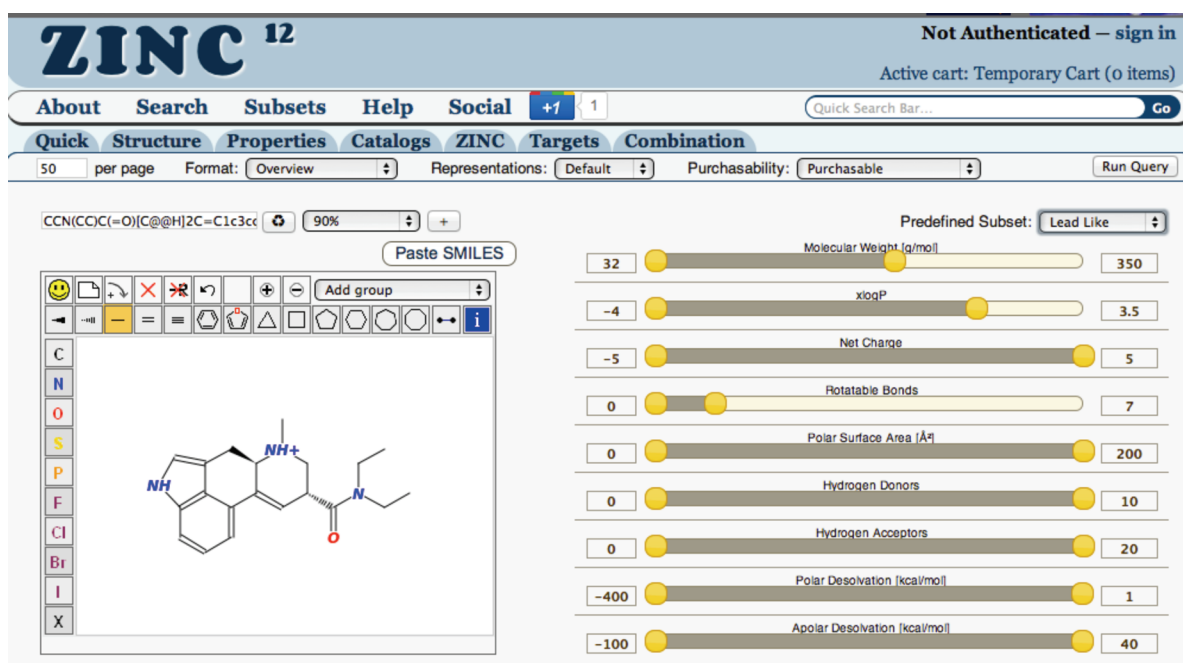 ZINC 12
Not Authenticated — sign in
Active cart: Temporary Cart (0 items)
About Search Subsets Help Social +1 1 Quick Search Bar... Go
Quick Structure Properties Catalogs ZINC Targets Combination
50 per page Format: Overview Representations: Default Purchasability: Purchasable Run Query
CCN(CC)C(=O)[C@@H]2C=C1c3cc 90% +
Predefined Subset: Lead Like
Paste SMILES
Molecular Weight [g/mol]
32 350
xlogP
-4 3.5
Net Charge
-5 5
Rotatable Bonds
0 7
Polar Surface Area [Å²]
0 200
Hydrogen Donors
0 10
Hydrogen Acceptors
0 20
Polar Desolvation [kcal/mol]
-400 1
Apolar Desolvation [kcal/mol]
-100 40
R Add group
i
C
N
O
S
P
F
Cl
Br
I
X
NH+
NH
N
O